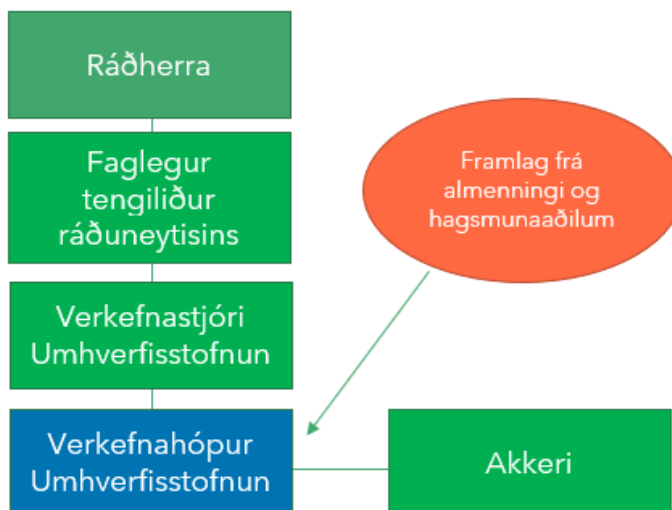 Ráðherra
Faglegur
tengiliður
ráðuneytisins
Framlag frá
almenningi og
hagsmunaaðilum
Verkefnastjóri
Umhverfisstofnun
Verkefnahópur
Umhverfisstofnun
Akkeri